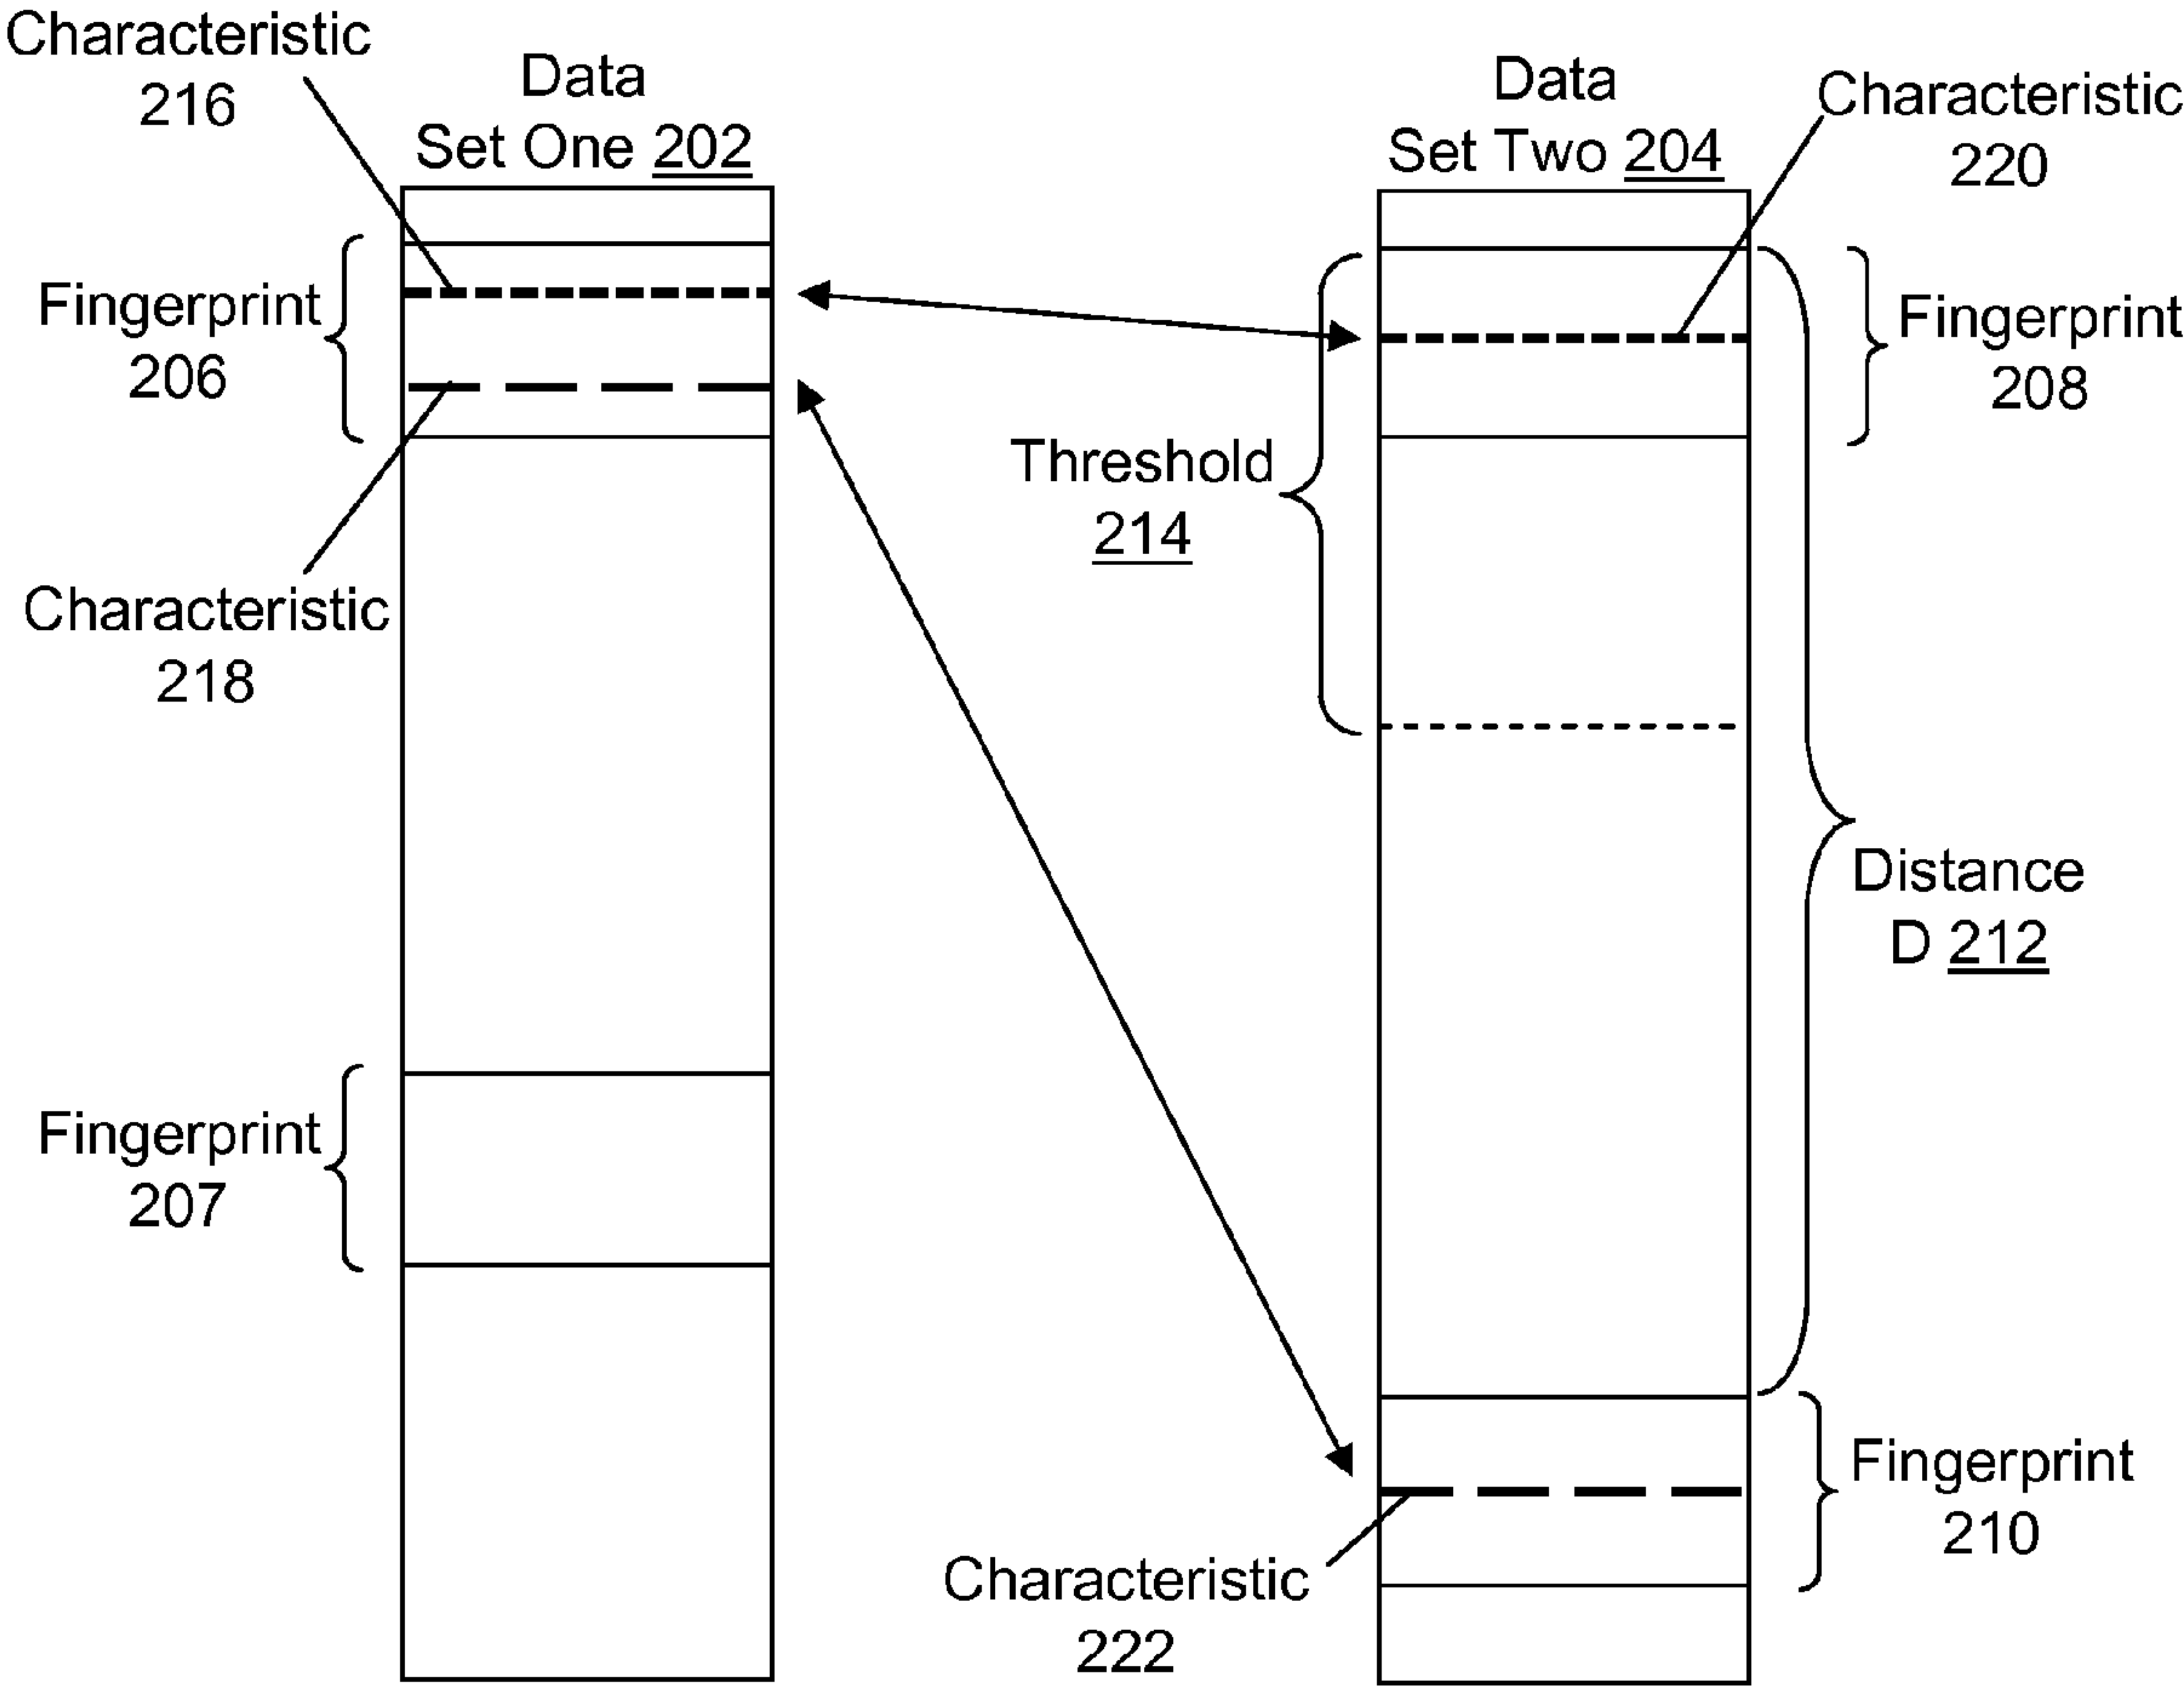 Characteristic
216
Data
Set One 202
Data
Set Two 204
Characteristic
220
Fingerprint
206
Fingerprint
208
Threshold
214
Characteristic
218
Distance
D 212
Fingerprint
207
Fingerprint
210
Characteristic
222